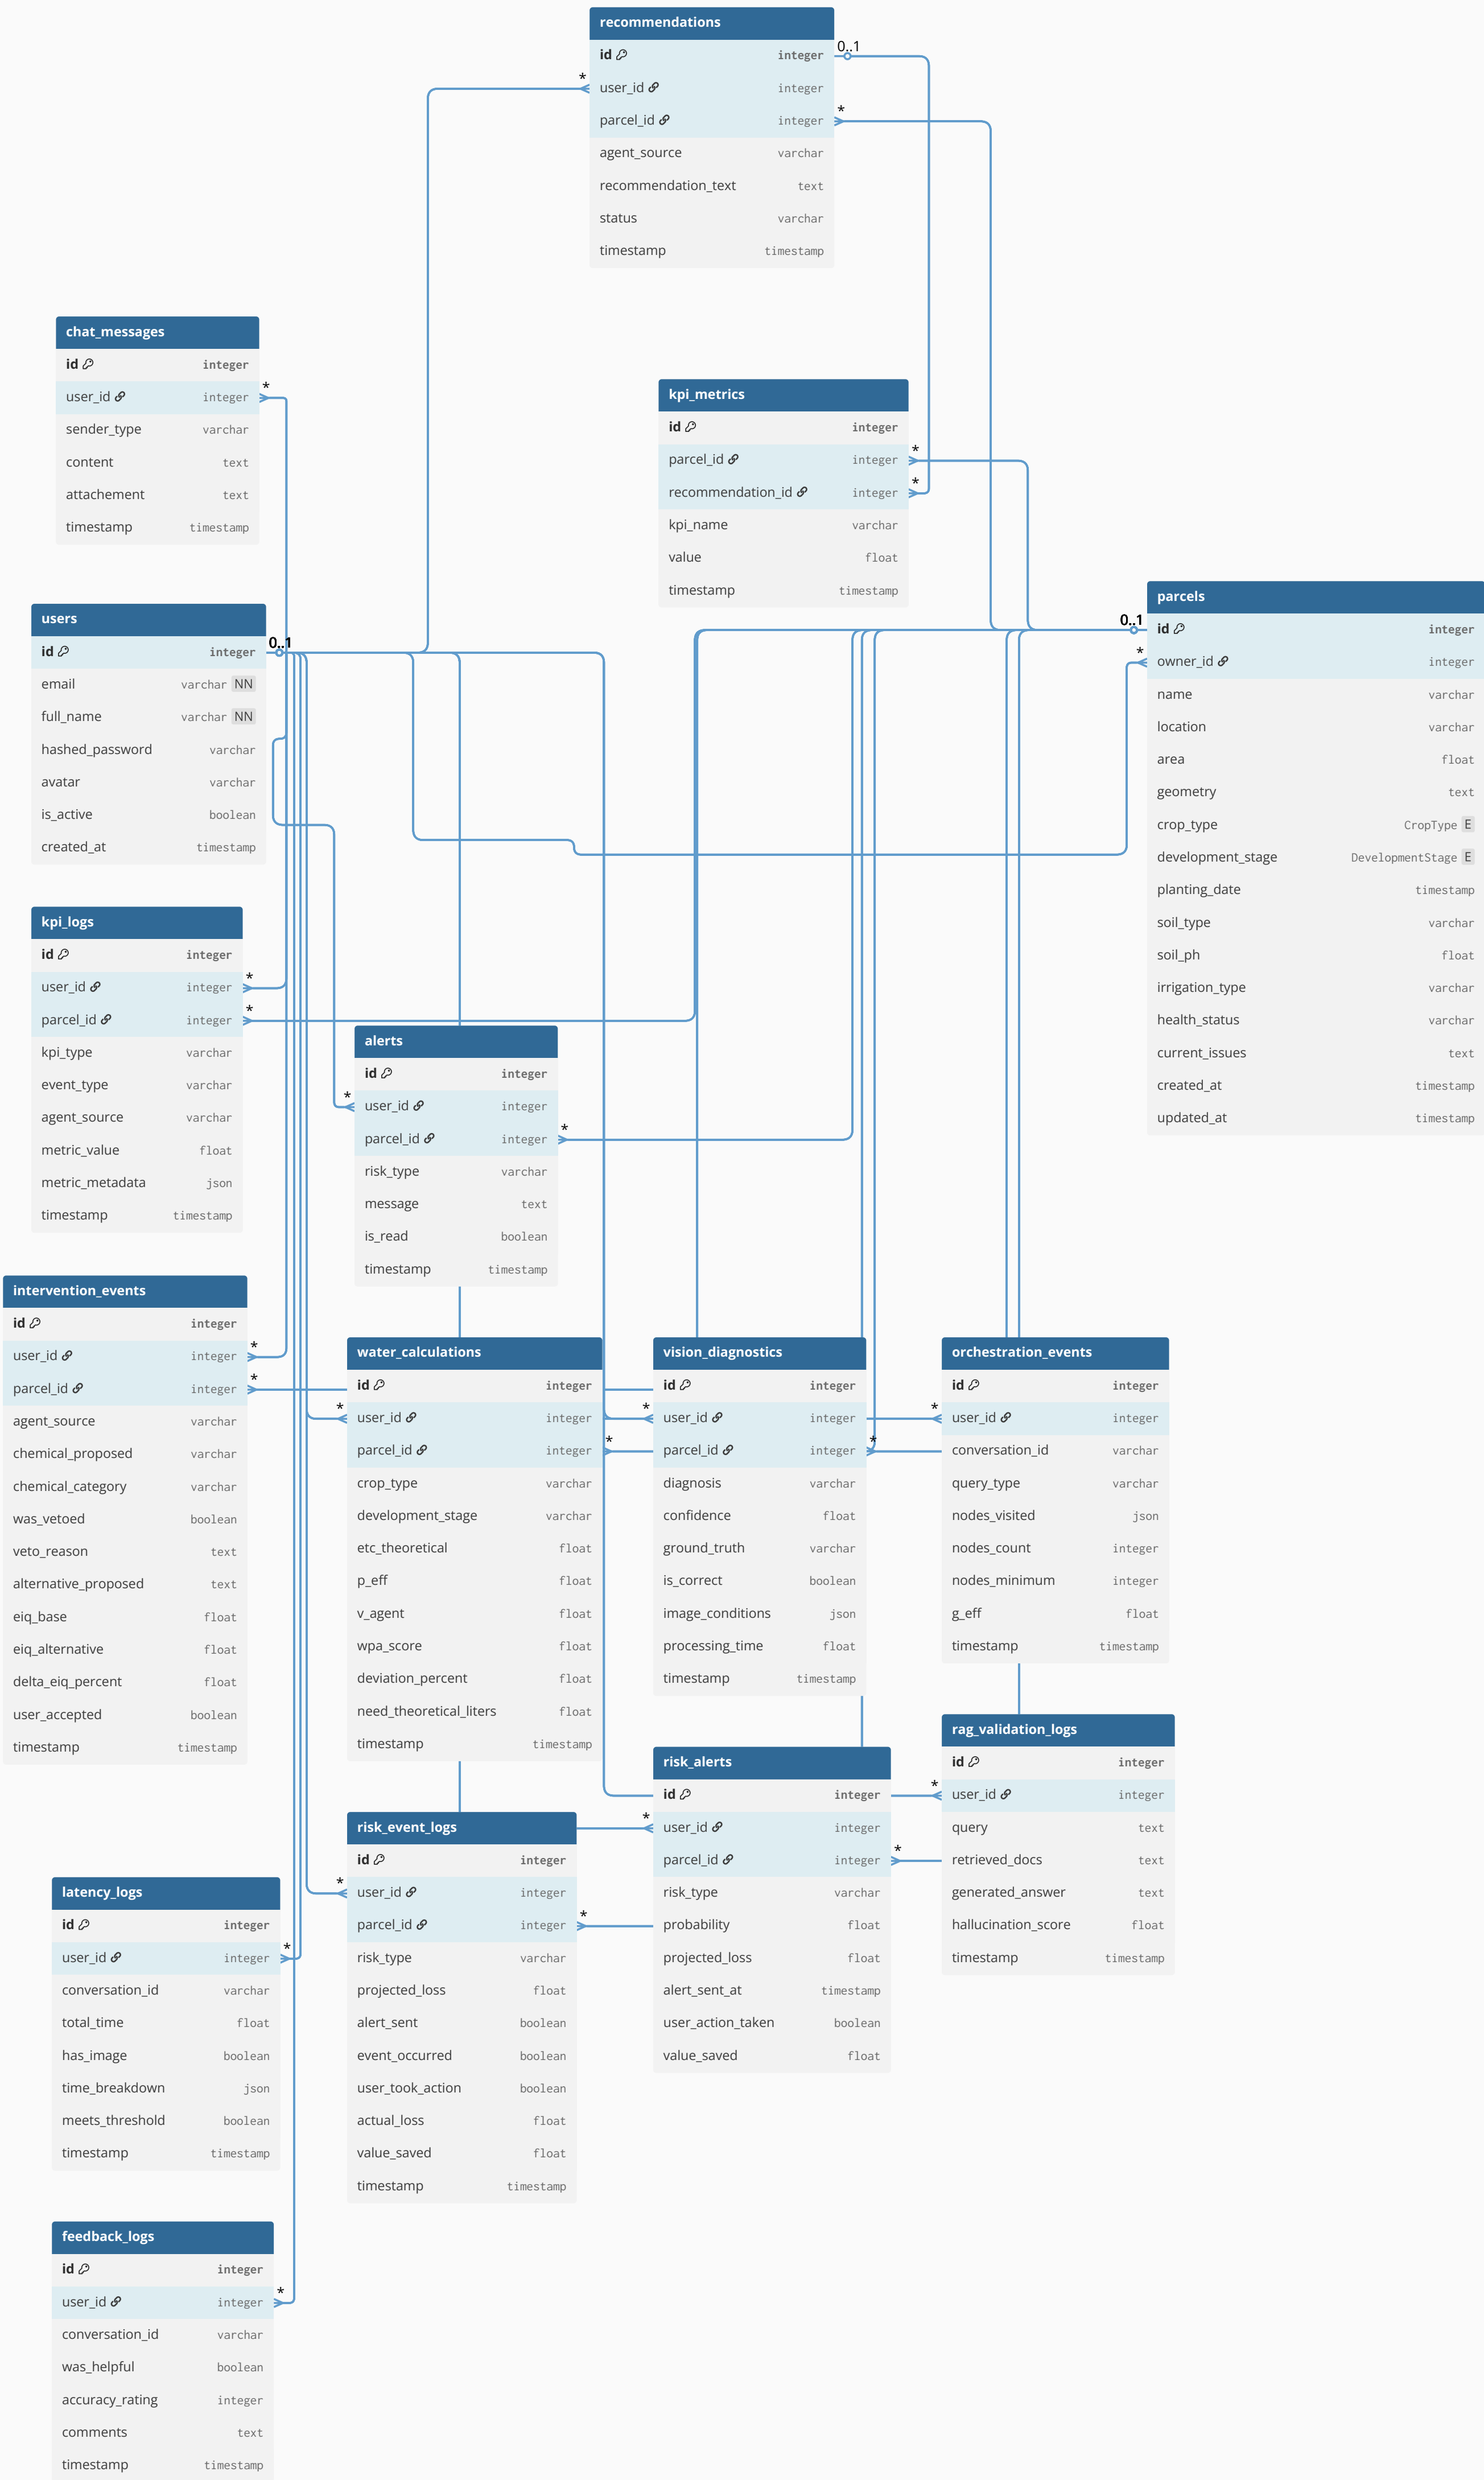 recommendations
id integer
user_id integer
parcel_id integer
agent_source varchar
recommendation_text text
status varchar
timestamp timestamp
0..1
*
*
chat_messages
id integer
user_id integer
sender_type varchar
content text
attachement text
timestamp timestamp
*
kpi_metrics
id integer
parcel_id integer
recommendation_id integer
kpi_name varchar
value float
timestamp timestamp
*
*
users
id integer
email varchar NN
full_name varchar NN
hashed_password varchar
avatar varchar
is_active boolean
created_at timestamp
0..1
parcels
id integer
owner_id integer
name varchar
location varchar
area float
geometry text
crop_type CropType E
development_stage DevelopmentStage E
planting_date timestamp
soil_type varchar
soil_ph float
irrigation_type varchar
health_status varchar
current_issues text
created_at timestamp
updated_at timestamp
0..1
*
kpi_logs
id integer
user_id integer
parcel_id integer
kpi_type varchar
event_type varchar
agent_source varchar
metric_value float
metric_metadata json
timestamp timestamp
*
*
alerts
id integer
user_id integer
parcel_id integer
risk_type varchar
message text
is_read boolean
timestamp timestamp
*
*
intervention_events
id integer
user_id integer
parcel_id integer
agent_source varchar
chemical_proposed varchar
chemical_category varchar
was_vetoed boolean
veto_reason text
alternative_proposed text
eiq_base float
eiq_alternative float
delta_eiq_percent float
user_accepted boolean
timestamp timestamp
*
*
water_calculations
id integer
user_id integer
parcel_id integer
crop_type varchar
development_stage varchar
etc_theoretical float
p_eff float
v_agent float
wpa_score float
deviation_percent float
need_theoretical_liters float
timestamp timestamp
*
*
vision_diagnostics
id integer
user_id integer
parcel_id integer
diagnosis varchar
confidence float
ground_truth varchar
is_correct boolean
image_conditions json
processing_time float
timestamp timestamp
*
*
orchestration_events
id integer
user_id integer
conversation_id varchar
query_type varchar
nodes_visited json
nodes_count integer
nodes_minimum integer
g_eff float
timestamp timestamp
*
rag_validation_logs
id integer
user_id integer
query text
retrieved_docs text
generated_answer text
hallucination_score float
timestamp timestamp
*
risk_alerts
id integer
user_id integer
parcel_id integer
risk_type varchar
probability float
projected_loss float
alert_sent_at timestamp
user_action_taken boolean
value_saved float
*
*
risk_event_logs
id integer
user_id integer
parcel_id integer
risk_type varchar
projected_loss float
alert_sent boolean
event_occurred boolean
user_took_action boolean
actual_loss float
value_saved float
timestamp timestamp
*
*
latency_logs
id integer
user_id integer
conversation_id varchar
total_time float
has_image boolean
time_breakdown json
meets_threshold boolean
timestamp timestamp
*
feedback_logs
id integer
user_id integer
conversation_id varchar
was_helpful boolean
accuracy_rating integer
comments text
timestamp timestamp
*